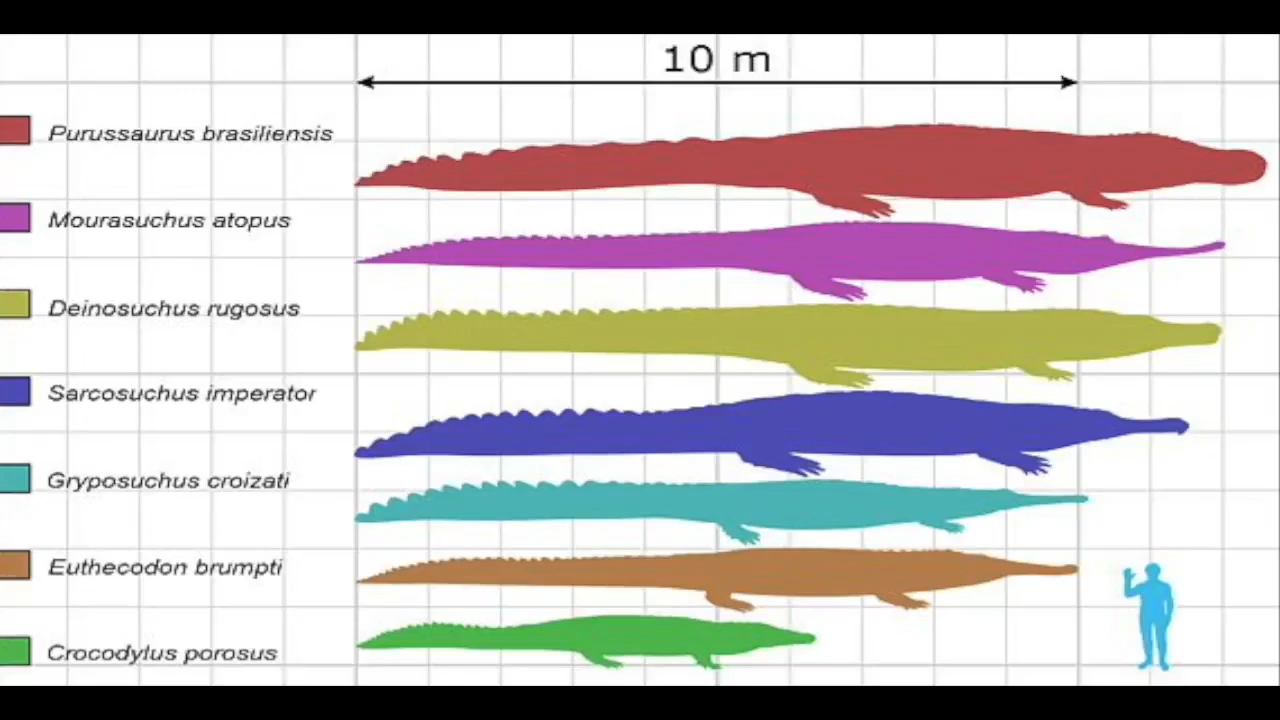 10 m
Purussaurus brasiliensis
Mourasuchus atopus
Deinosuchus rugosus
Sarcosuchus imperator
Gryposuchus croizati
Euthecodon brumpti
Crocodylus porosus